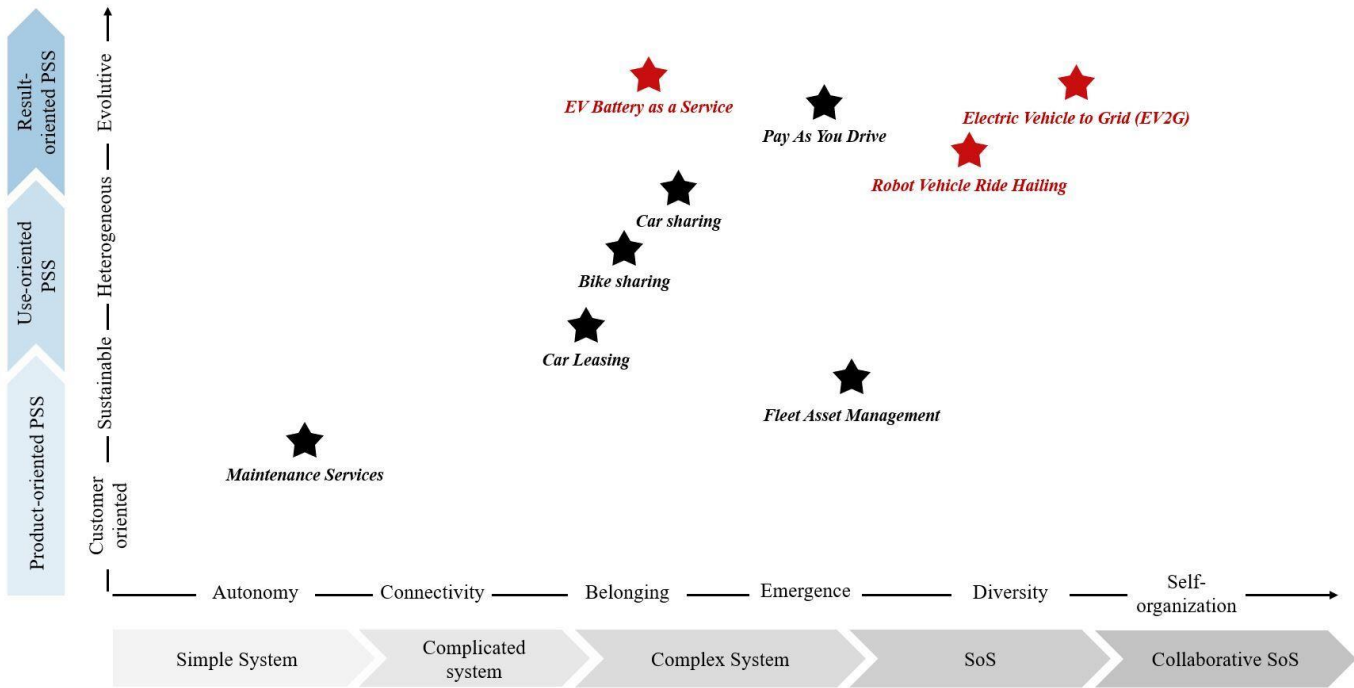 Result-
oriented PSS
Use-oriented
PSS
Product-oriented PSS
Evolutive
Heterogeneous
Sustainable
Customer
oriented
EV Battery as a Service
Pay As You Drive
Electric Vehicle to Grid (EV2G)
Robot Vehicle Ride Hailing
Car sharing
Bike sharing
Car Leasing
Fleet Asset Management
Maintenance Services
Autonomy
Connectivity
Belonging
Emergence
Diversity
Self-
organization
Simple System
Complicated
system
Complex System
SoS
Collaborative SoS